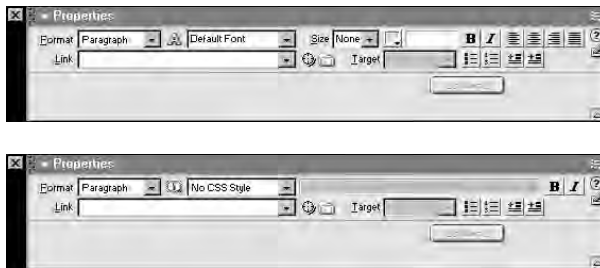 Properties
Format Paragraph A Default Font Size None B I
Link Target
Properties
Format Paragraph No CSS Style B I
Link Target